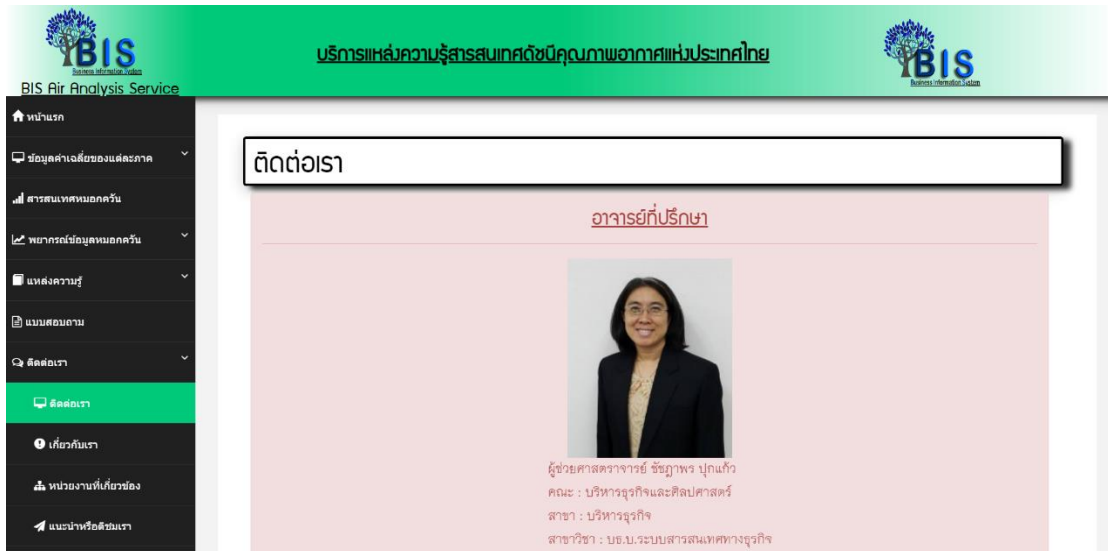 BIS
Business Information System
BIS Air Analysis Service
บริการแหล่งความรู้สารสนเทศดัชนีคุณภาพอากาศแห่งประเทศไทย
BIS
Business Information System
หน้าแรก
ข้อมูลค่าเฉลี่ยของแต่ละภาค
สารสนเทศหมอกควัน
พยากรณ์ข้อมูลหมอกควัน
แหล่งความรู้
แบบสอบถาม
ติดต่อเรา
ติดต่อเรา
เกี่ยวกับเรา
หน่วยงานที่เกี่ยวข้อง
แนะนำหรือติชมเรา
ติดต่อเรา
อาจารย์ที่ปรึกษา
ผู้ช่วยศาสตราจารย์ ชัชฎาพร ปุกแก้ว
คณะ : บริหารธุรกิจและศิลปศาสตร์
สาขา : บริหารธุรกิจ
สาขาวิชา : บธ.บ.ระบบสารสนเทศทางธุรกิจ